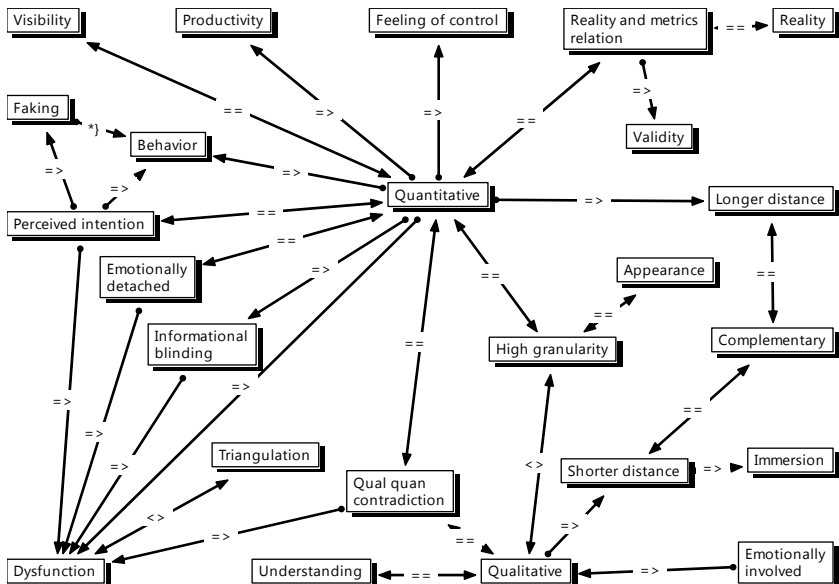 Visibility
Productivity
Feeling of control
Reality and metrics
relation
==
Reality
Faking
*}
Behavior
==
=>
=>
==
=>
Validity
=>
=>
=>
Quantitative
=>
Longer distance
Perceived intention
==
==
Emotionally
detached
=>
==
Appearance
==
==
Informational
blinding
==
High granularity
Complementary
=>
=>
=>
==
=>
Triangulation
<>
Shorter distance
=>
Immersion
=>
Qual quan
contradiction
<>
=>
==
=>
Dysfunction
Understanding
==
Qualitative
=>
Emotionally
involved